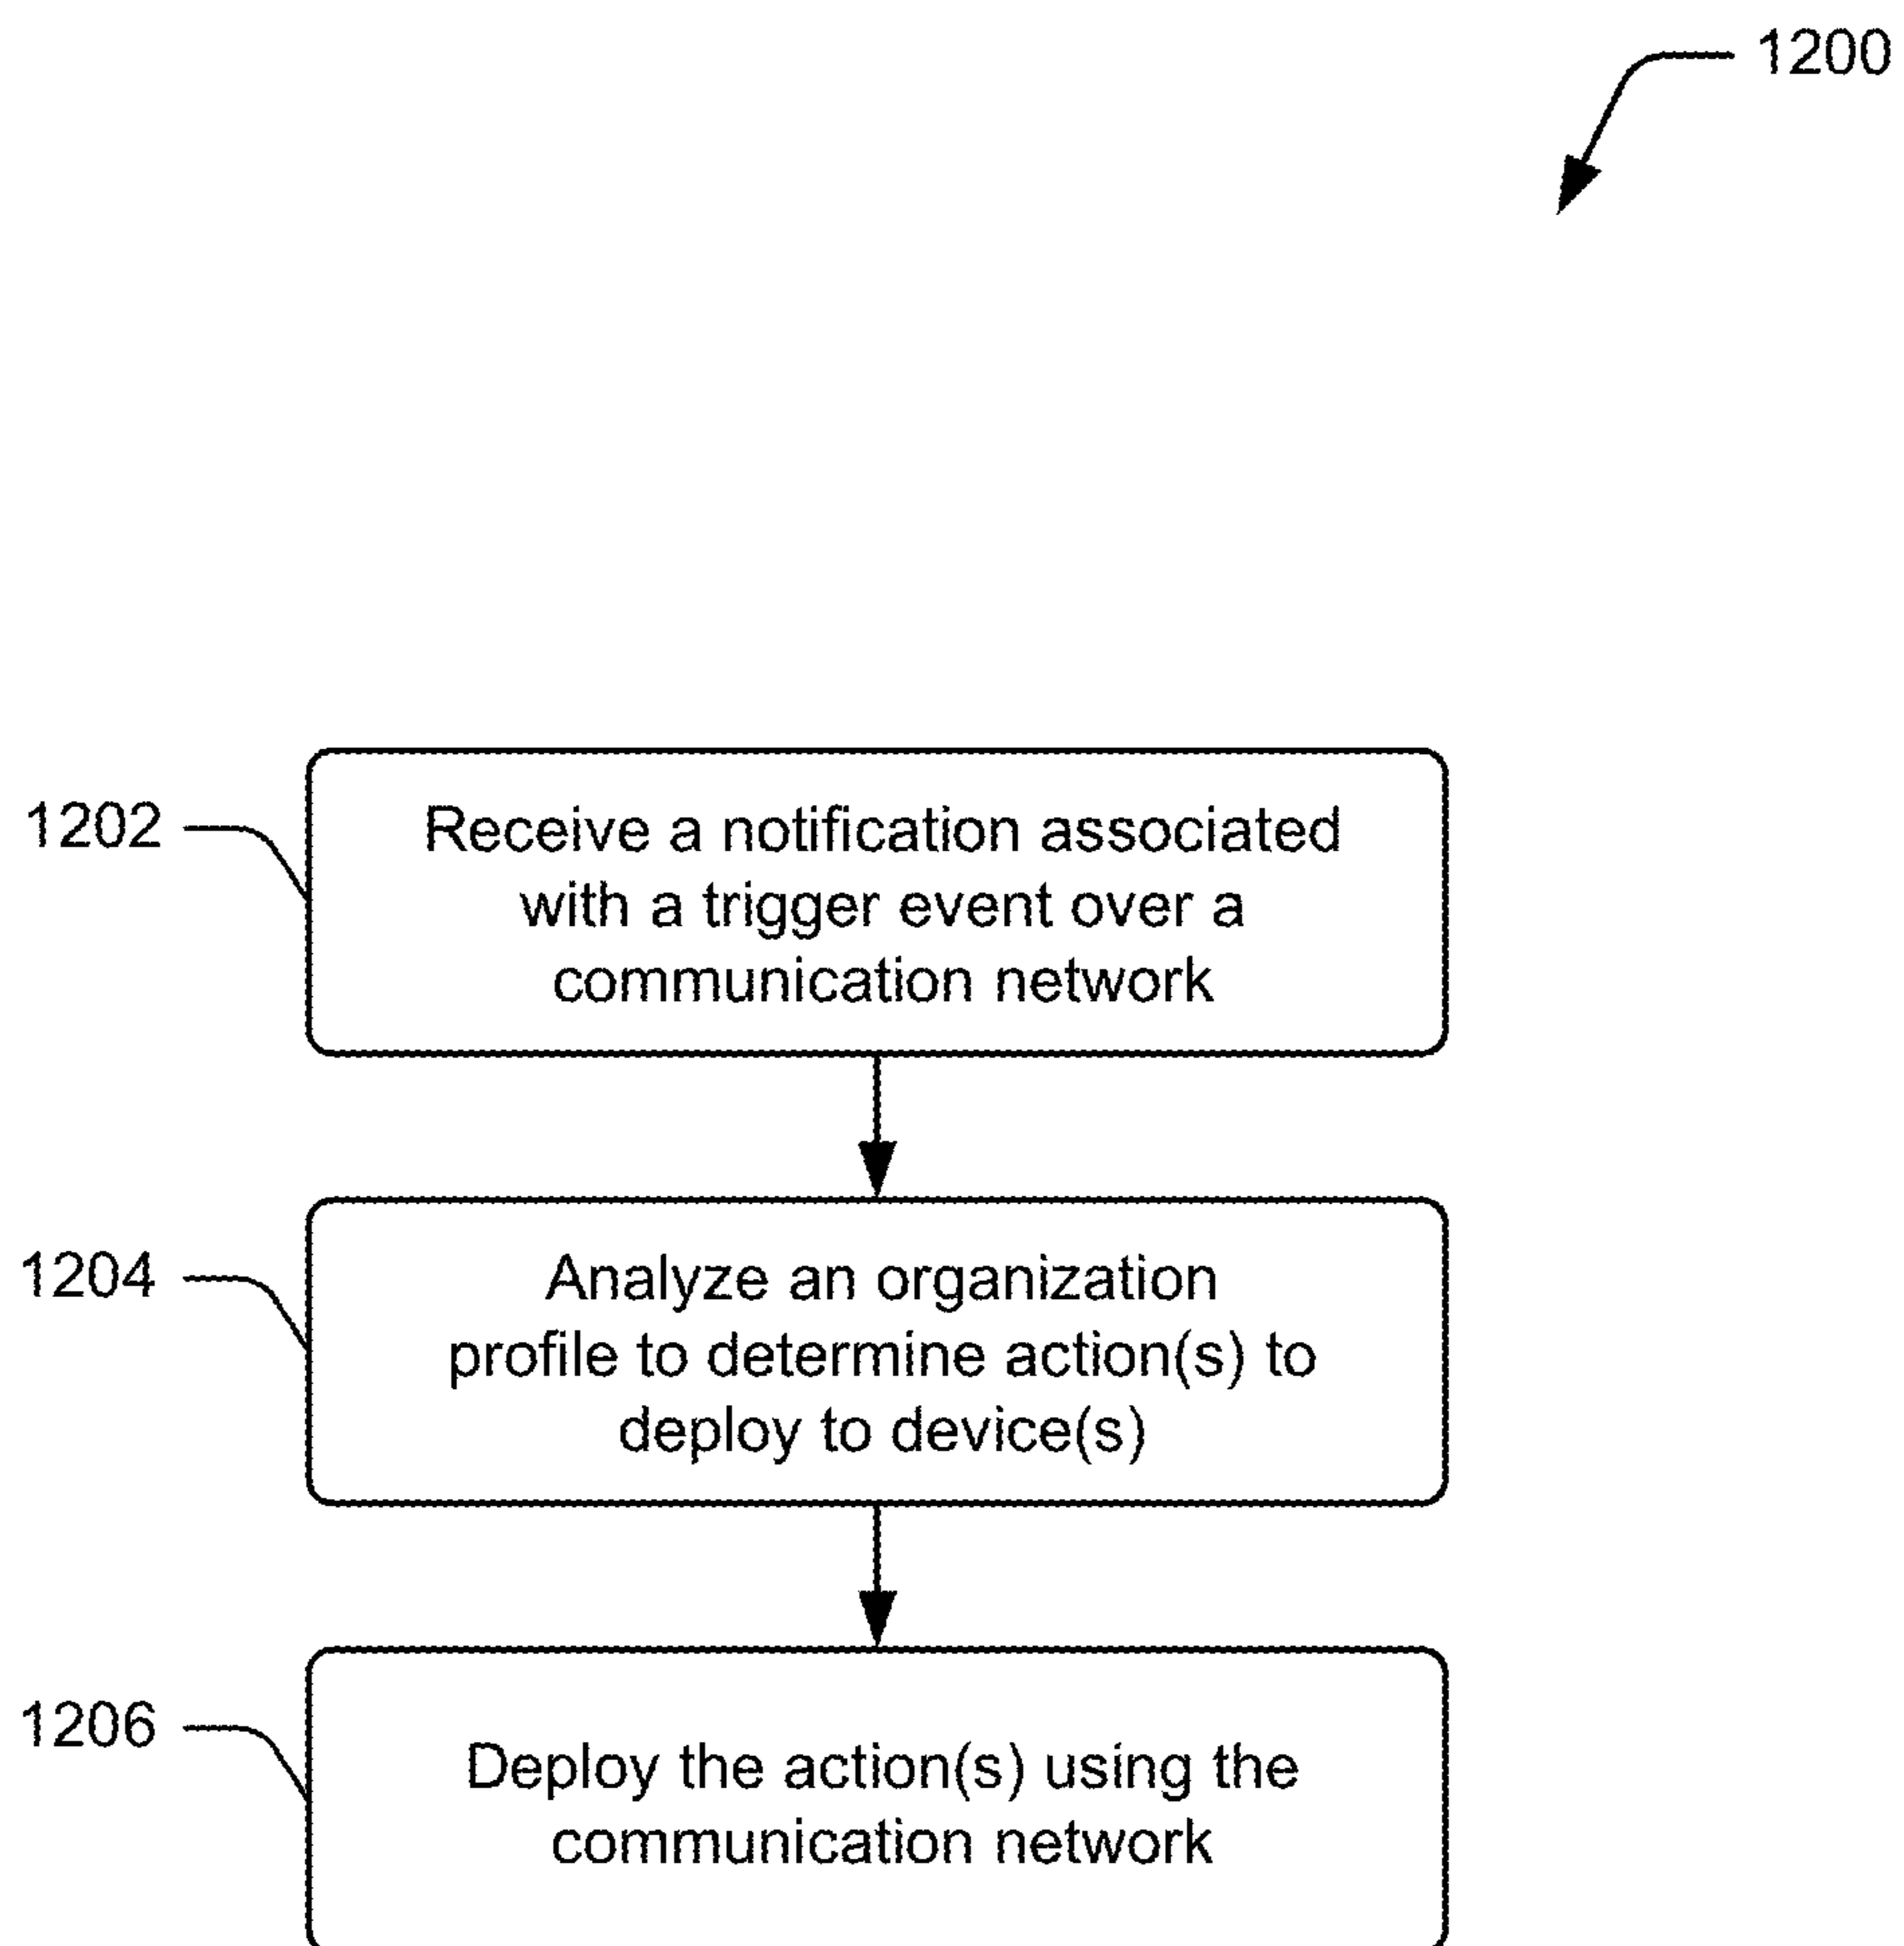 1200
1202
Receive a notification associated
with a trigger event over a
communication network
1204
Analyze an organization
profile to determine action(s) to
deploy to device(s)
1206
Deploy the action(s) using the
communication network